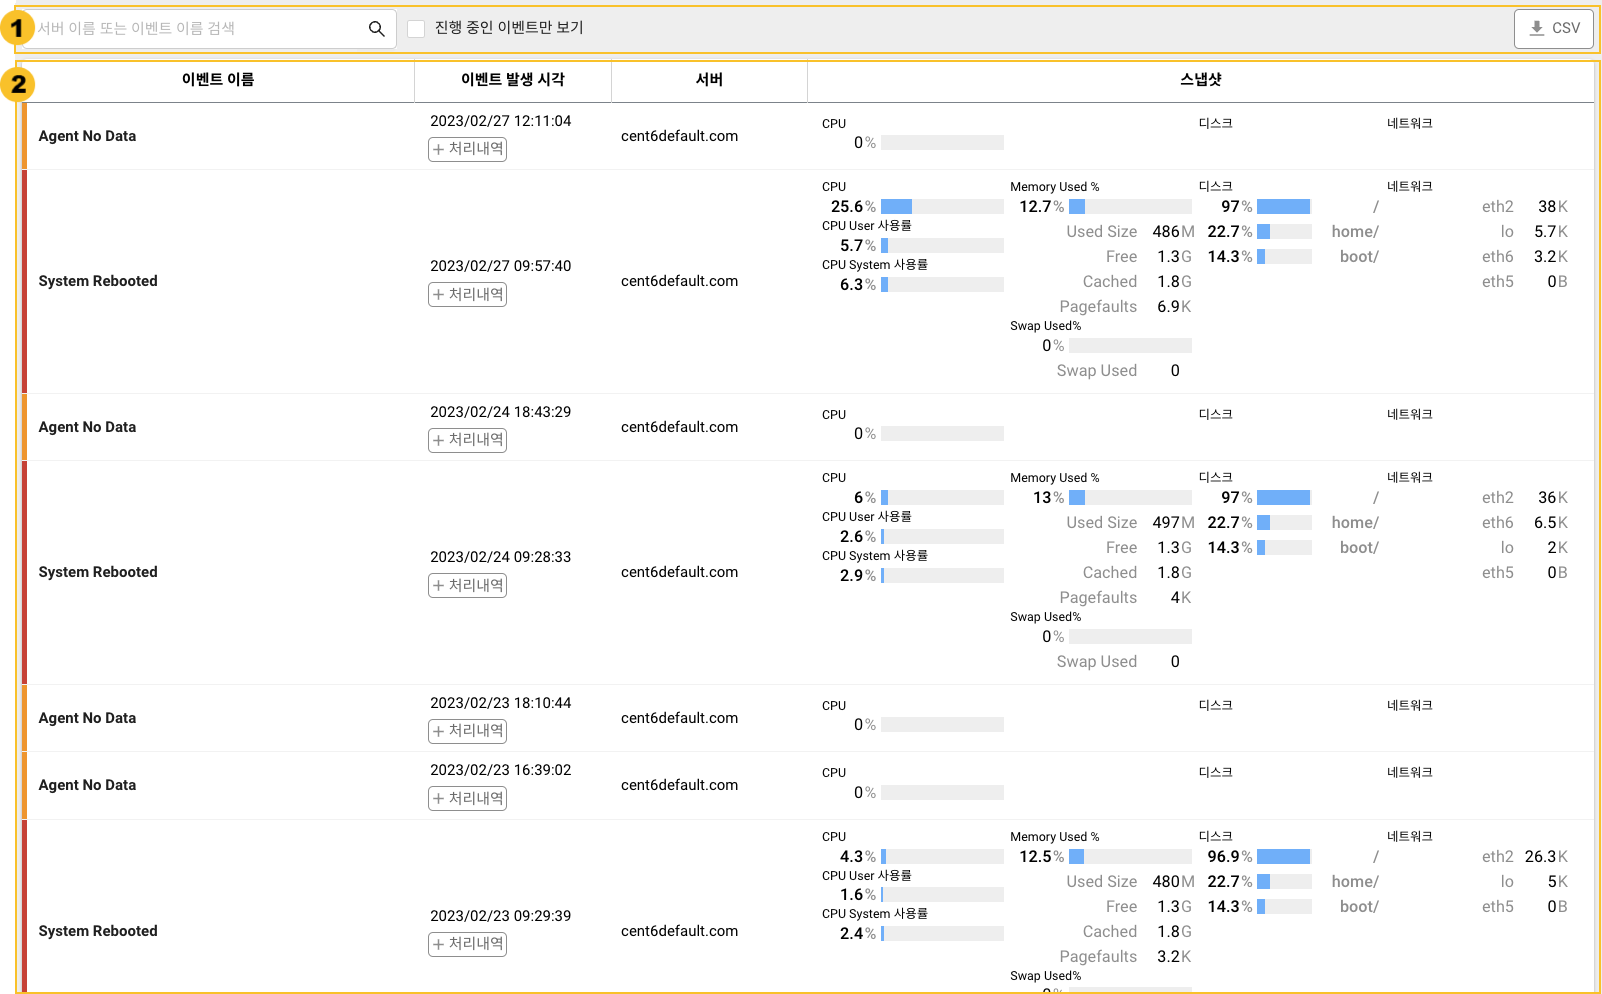 1
서버 이름 또는 이벤트 이름 검색
진행 중인 이벤트만 보기
CSV
2
이벤트 이름 이벤트 발생 시각 서버 스냅샷
Agent No Data
2023/02/27 12:11:04
+ 처리내역
cent6default.com
CPU 디스크 네트워크
0%
System Rebooted
2023/02/27 09:57:40
+ 처리내역
cent6default.com
CPU
25.6%
CPU User 사용률
5.7%
CPU System 사용률
6.3%
Memory Used %
12.7%
Used Size 486M
Free 1.3G
Cached 1.8G
Pagefaults 6.9K
Swap Used%
0%
Swap Used 0
디스크
97% /
22.7% home/
14.3% boot/
네트워크
eth2 38K
lo 5.7K
eth6 3.2K
eth5 0B
Agent No Data
2023/02/24 18:43:29
+ 처리내역
cent6default.com
CPU 디스크 네트워크
0%
System Rebooted
2023/02/24 09:28:33
+ 처리내역
cent6default.com
CPU
6%
CPU User 사용률
2.6%
CPU System 사용률
2.9%
Memory Used %
13%
Used Size 497M
Free 1.3G
Cached 1.8G
Pagefaults 4K
Swap Used%
0%
Swap Used 0
디스크
97% /
22.7% home/
14.3% boot/
네트워크
eth2 36K
eth6 6.5K
lo 2K
eth5 0B
Agent No Data
2023/02/23 18:10:44
+ 처리내역
cent6default.com
CPU 디스크 네트워크
0%
Agent No Data
2023/02/23 16:39:02
+ 처리내역
cent6default.com
CPU 디스크 네트워크
0%
System Rebooted
2023/02/23 09:29:39
+ 처리내역
cent6default.com
CPU
4.3%
CPU User 사용률
1.6%
CPU System 사용률
2.4%
Memory Used %
12.5%
Used Size 480M
Free 1.3G
Cached 1.8G
Pagefaults 3.2K
Swap Used%
디스크
96.9% /
22.7% home/
14.3% boot/
네트워크
eth2 26.3K
lo 5K
eth5 0B